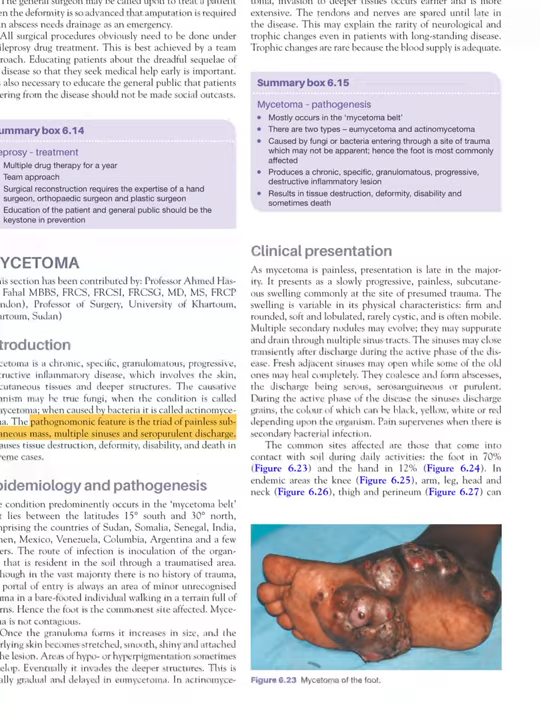 The general surgeon may be called upon to treat a patient
en the deformity is so advanced that amputation is required
an abscess needs drainage as an emergency.
All surgical procedures obviously need to be done under
ileprosy drug treatment. This is best achieved by a team
roach. Educating patients about the dreadful sequelae of
disease so that they seek medical help early is important.
s also necessary to educate the general public that patients
ering from the disease should not be made social outcasts.
ummary box 6.14
eprosy - treatment
Multiple drug therapy for a year
Team approach
Surgical reconstruction requires the expertise of a hand
surgeon, orthopaedic surgeon and plastic surgeon
Education of the patient and general public should be the
keystone in prevention
YCETOMA
his section has been contributed by: Professor Ahmed Has-
Fahal MBBS, FRCS, FRCSI, FRCSG, MD, MS, FRCP
ndon), Professor of Surgery, University of Khartoum,
artoum, Sudan)
troduction
cetoma is a chronic, specific, granulomatous, progressive,
tructive inflammatory disease, which involves the skin,
cutaneous tissues and deeper structures. The causative
anism may be true fungi, when the condition is called
mycetoma; when caused by bacteria it is called actinomyce-
a. The pathognomonic feature is the triad of painless sub-
aneous mass, multiple sinuses and seropurulent discharge.
auses tissue destruction, deformity, disability, and death in
reme cases.
pidemiology and pathogenesis
e condition predominently occurs in the 'mycetoma belt'
t lies between the latitudes 15° south and 30° north,
mprising the countries of Sudan, Somalia, Senegal, India,
men, Mexico, Venezuela, Columbia, Argentina and a few
ers. The route of infection is inoculation of the organ-
that is resident in the soil through a traumatised area.
hough in the vast majority there is no history of trauma,
portal of entry is always an area of minor unrecognised
uma in a bare-footed individual walking in a terrain full of
rns. Hence the foot is the commonest site affected. Myce-
a is not contagious.
Once the granuloma forms it increases in size, and the
rlying skin becomes stretched, smooth, shiny and attached
he lesion. Areas of hypo- or hyperpigmentation sometimes
elop. Eventually it invades the deeper structures. This is
ally gradual and delayed in eumycetoma. In actinomyce-
toma, invasion to deeper tissues occurs earlier and is more
extensive. The tendons and nerves are spared until late in
the disease. This may explain the rarity of neurological and
trophic changes even in patients with long-standing disease.
Trophic changes are rare because the blood supply is adequate.
Summary box 6.15
Mycetoma - pathogenesis
• Mostly occurs in the 'mycetoma belt'
• There are two types – eumycetoma and actinomycetoma
• Caused by fungi or bacteria entering through a site of trauma
which may not be apparent; hence the foot is most commonly
affected
• Produces a chronic, specific, granulomatous, progressive,
destructive inflammatory lesion
• Results in tissue destruction, deformity, disability and
sometimes death
Clinical presentation
As mycetoma is painless, presentation is late in the major-
ity. It presents as a slowly progressive, painless, subcutane-
ous swelling commonly at the site of presumed trauma. The
swelling is variable in its physical characteristics: firm and
rounded, soft and lobulated, rarely cystic, and is often mobile.
Multiple secondary nodules may evolve; they may suppurate
and drain through multiple sinus tracts. The sinuses may close
transiently after discharge during the active phase of the dis-
ease. Fresh adjacent sinuses may open while some of the old
ones may heal completely. They coalesce and form abscesses,
the discharge being serous, serosanguineous or purulent.
During the active phase of the disease the sinuses discharge
grains, the colour of which can be black, yellow, white or red
depending upon the organism. Pain supervenes when there is
secondary bacterial infection.
The common sites affected are those that come into
contact with soil during daily activities: the foot in 70%
(Figure 6.23) and the hand in 12% (Figure 6.24). In
endemic areas the knee (Figure 6.25), arm, leg, head and
neck (Figure 6.26), thigh and perineum (Figure 6.27) can
Figure 6.23 Mycetoma of the foot.